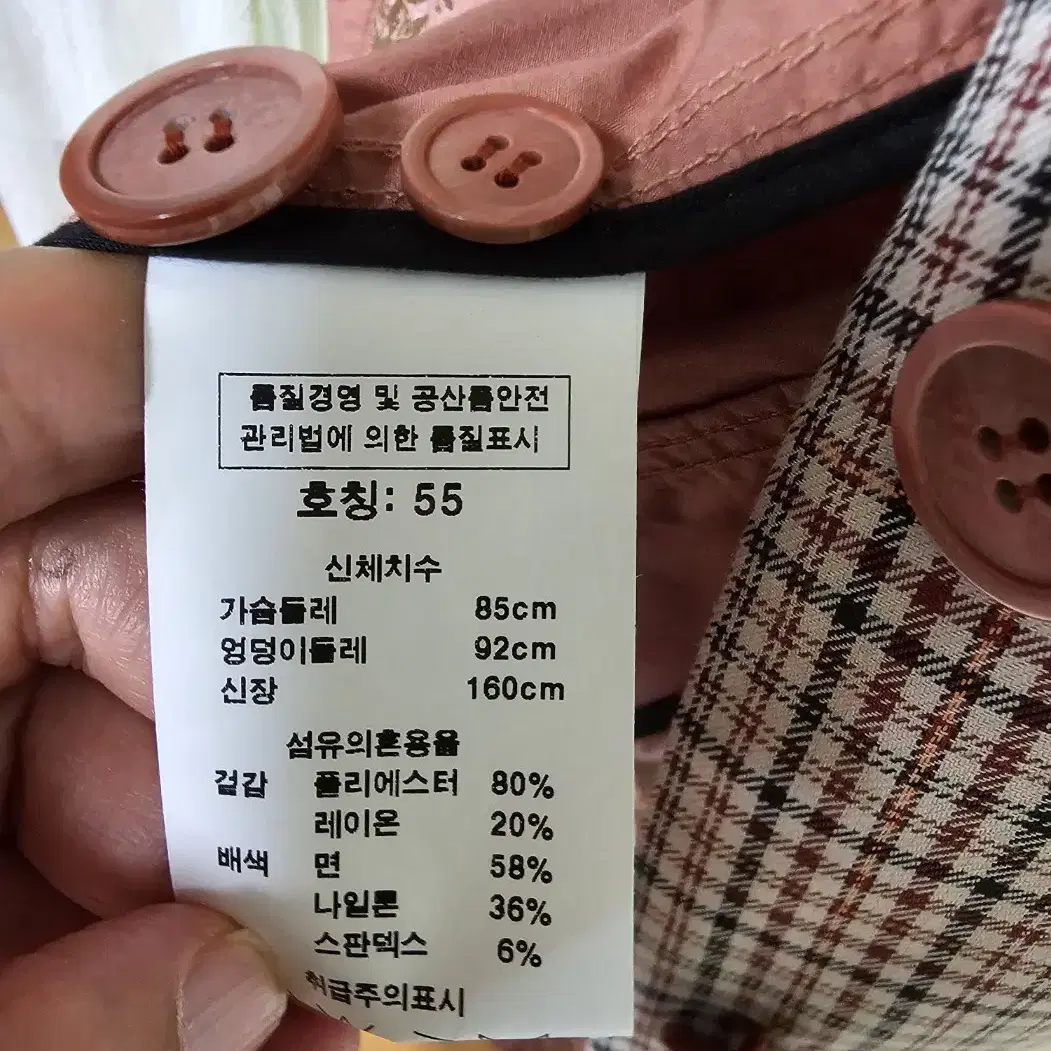 품질경영 및 공산품안전
관리법에 의한 품질표시
호칭: 55
신체치수
가슴둘레 85cm
엉덩이둘레 92cm
신장 160cm
섬유의혼용율
겉감 폴리에스터 80%
레이온 20%
배색 면 58%
나일론 36%
스판덱스 6%
취급주의표시